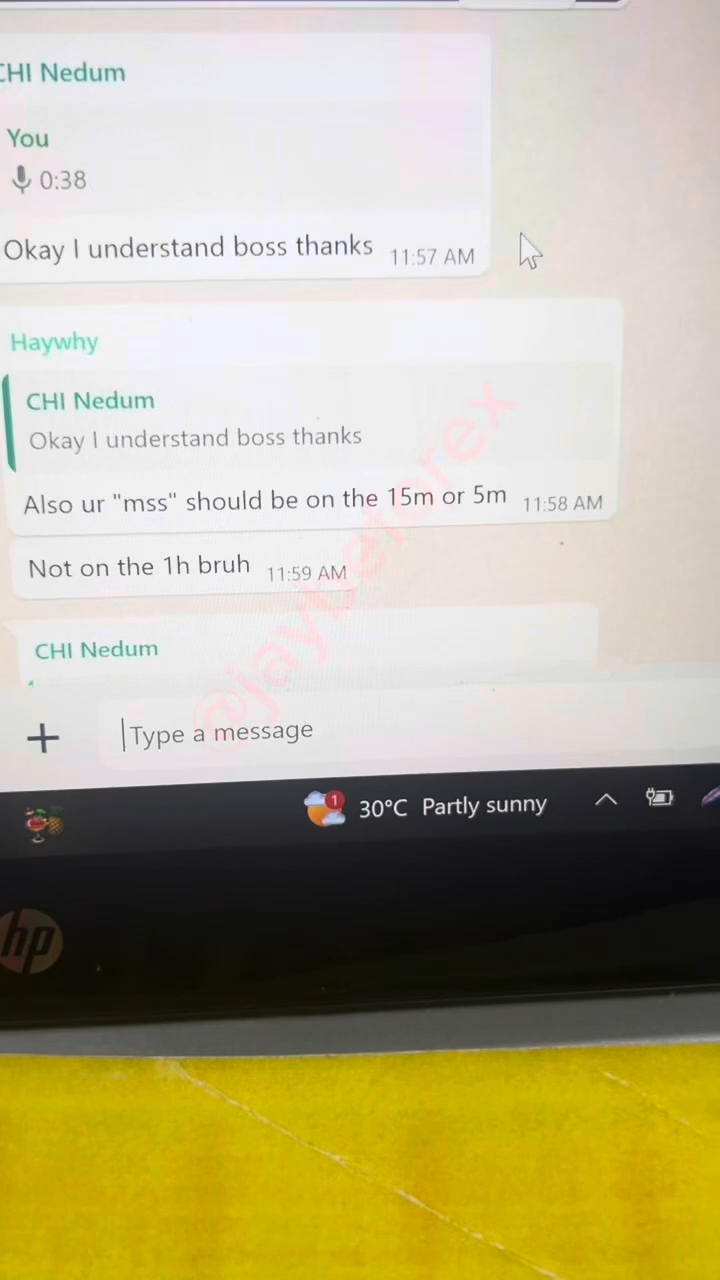 CHI Nedum
You
0:38
Okay I understand boss thanks 11:57 AM
Haywhy
CHI Nedum
Okay I understand boss thanks
Also ur "mss" should be on the 15m or 5m 11:58 AM
Not on the 1h bruh 11:59 AM
CHI Nedum
@jaybeforex
Type a message
1
30°C Partly sunny
hp